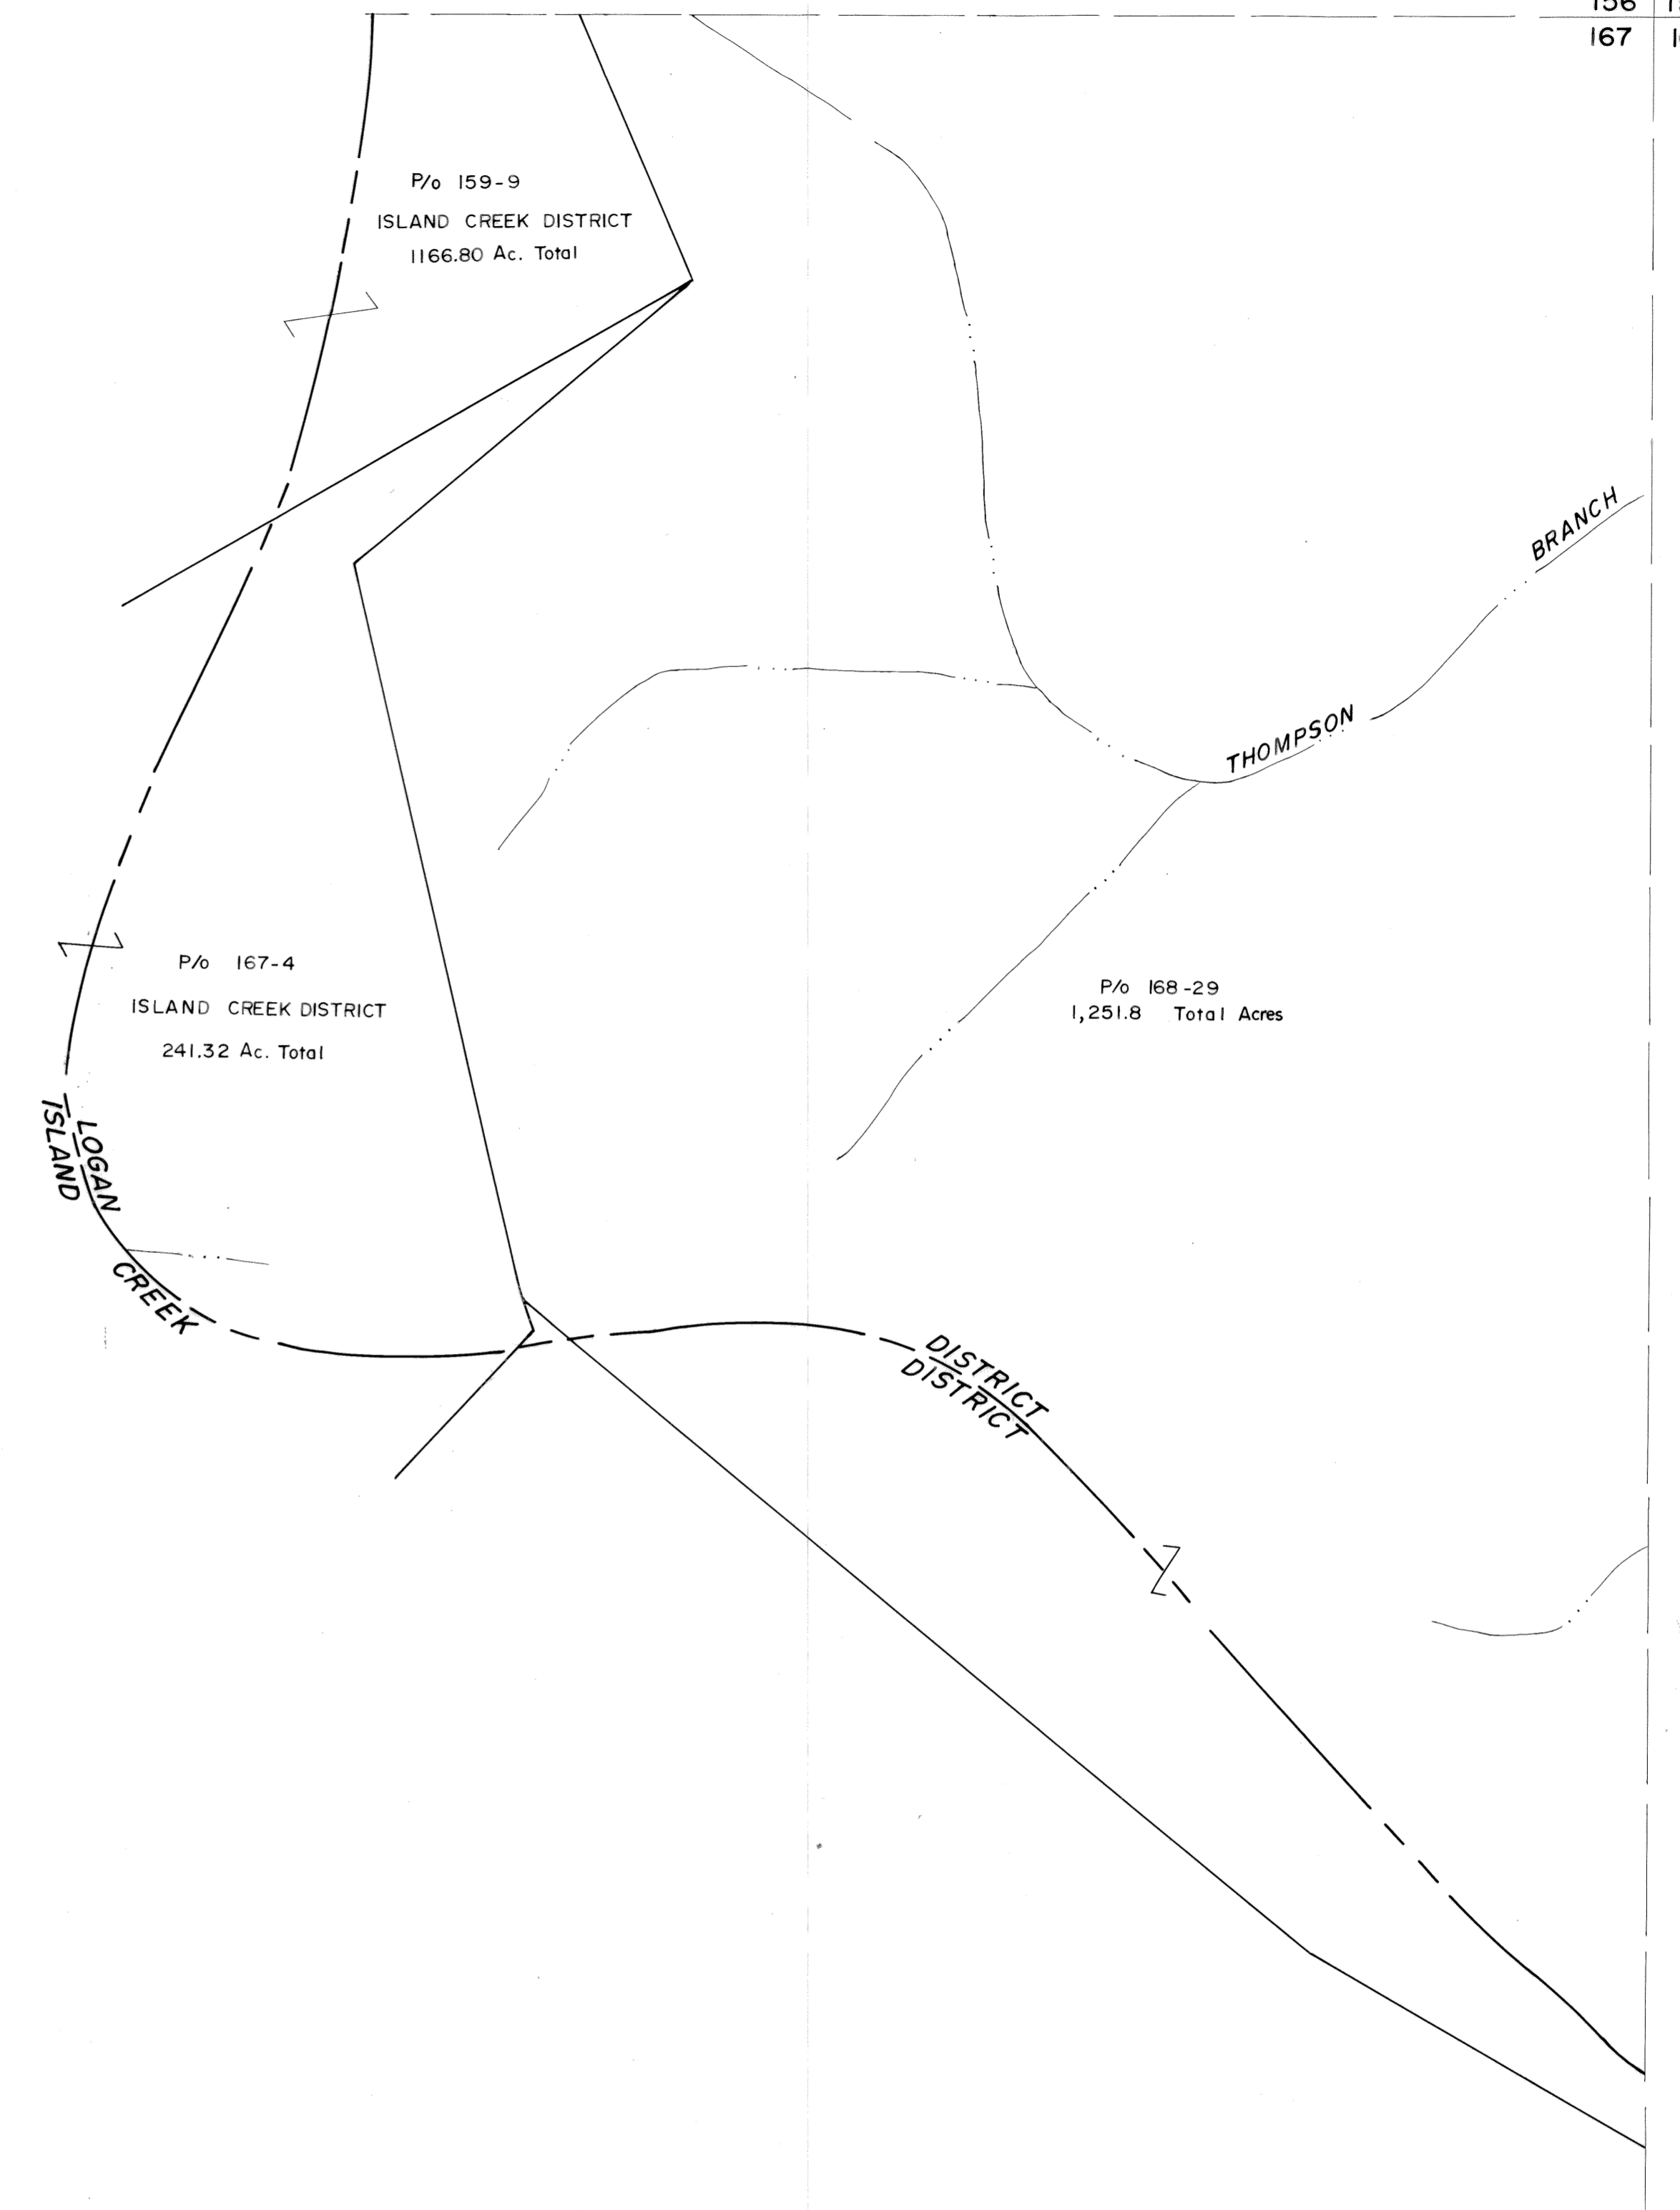 156
167
P/o 159-9
ISLAND CREEK DISTRICT
1166.80 Ac. Total
BRANCH
THOMPSON
P/o 167-4
ISLAND CREEK DISTRICT
241.32 Ac. Total
P/o 168-29
1,251.8 Total Acres
LOGAN
ISLAND
CREEK
DISTRICT
DISTRICT